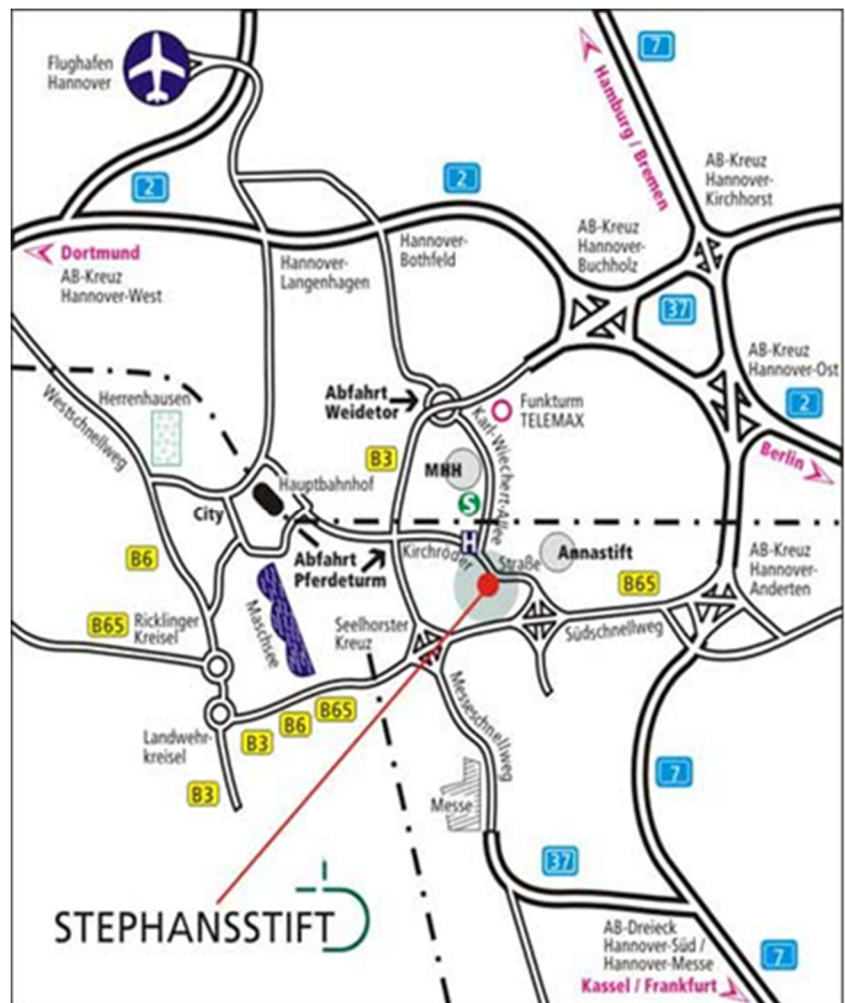 7
Flughafen
Hannover
Hamburg / Bremen
AB-Kreuz
Hannover-
Kirchhorst
2
2
Dortmund
AB-Kreuz
Hannover-West
Hannover-
Langenhagen
Hannover-
Bothfeld
AB-Kreuz
Hannover-
Buchholz
37
AB-Kreuz
Hannover-Ost
2
Berlin
Westschnellweg
Herrenhausen
Abfahrt
Weidetor
Funkturm
TELEMAX
Karl-Wiechert-Allee
B3
MHH
S
Hauptbahnhof
City
H
Kirchröder
Straße
Annastift
Abfahrt
Pferdeturm
B6
B65
AB-Kreuz
Hannover-
Anderten
B65
Ricklinger
Kreisel
Maschsee
Seelhorster
Kreuz
Südschnellweg
Messeschnellweg
B65
B6
B3
Landwehr-
kreisel
B3
Messe
7
37
STEPHANSSTIFT
AB-Dreieck
Hannover-Süd /
Hannover-Messe
7
Kassel / Frankfurt